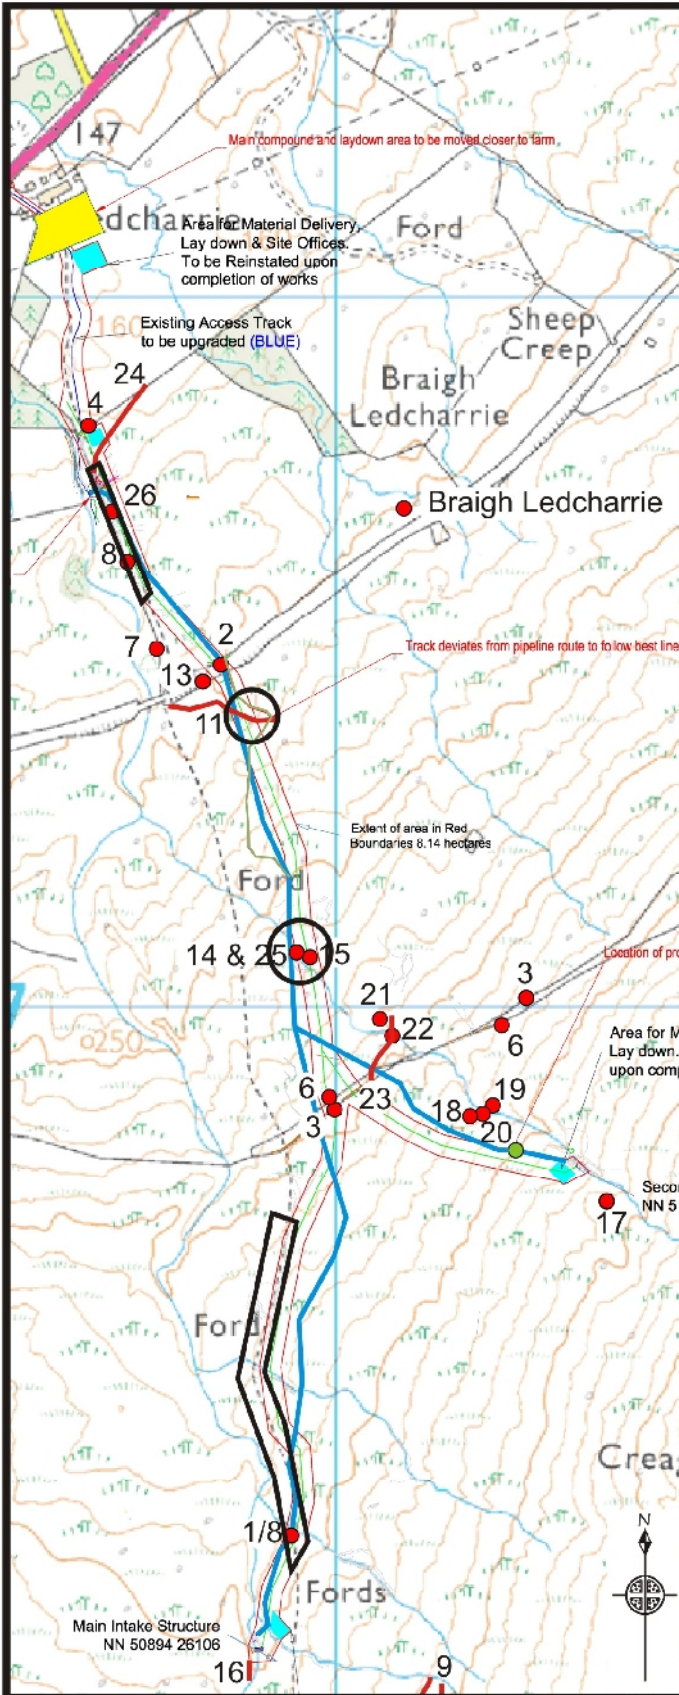 147
Main compound and laydown area to be moved closer to farm
edcharrie
Area for Material Delivery,
Lay down & Site Offices.
To be Reinstated upon
completion of works
Ford
160
Existing Access Track
to be upgraded (BLUE)
Sheep
Creep
24
Braigh
Ledcharrie
4
26
Braigh Ledcharrie
8
7
2
13
Track deviates from pipeline route to follow best line
11
Extent of area in Red
Boundaries 8.14 hectares
Ford
14 & 25
15
Location of pro
3
21
22
6
250
Area for M
Lay down.
upon comp
6
23
19
18
3
20
Secon
NN 5
17
Ford
Creag
N
1/8
Fords
Main Intake Structure
NN 50894 26106
16
9